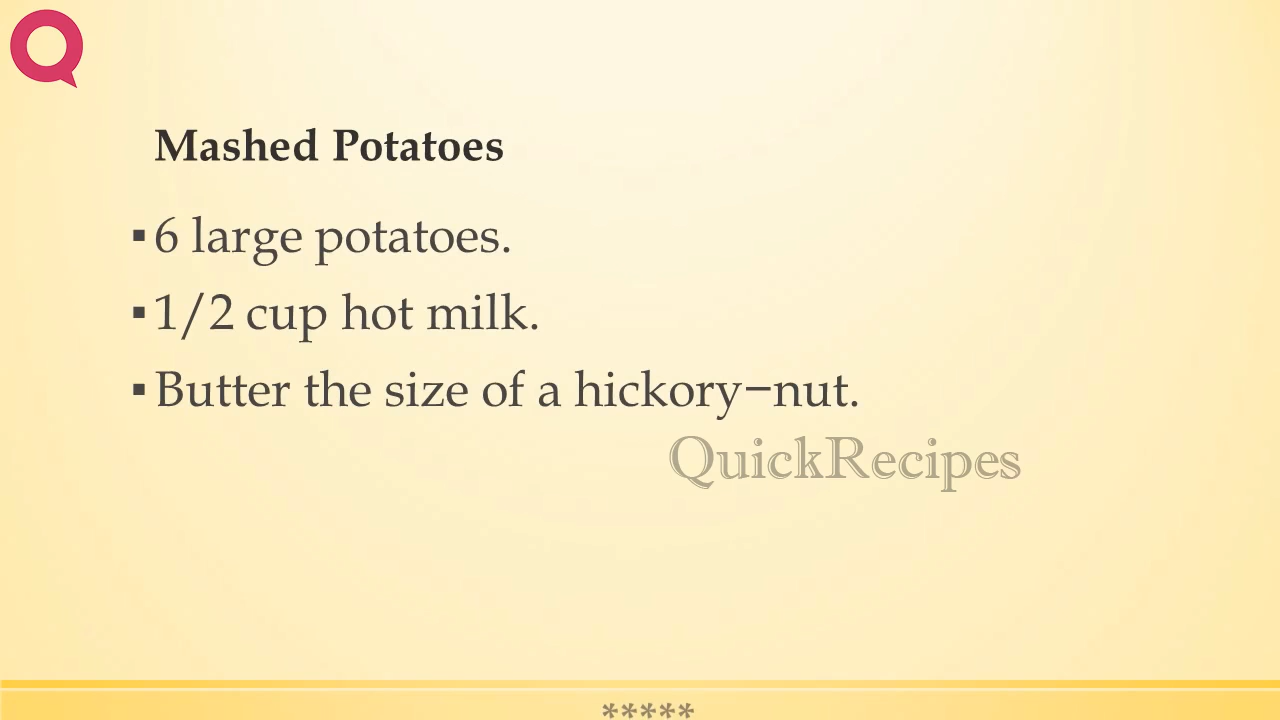 Mashed Potatoes
▪6 large potatoes.
▪1/2 cup hot milk.
▪Butter the size of a hickory−nut.
QuickRecipes
*****